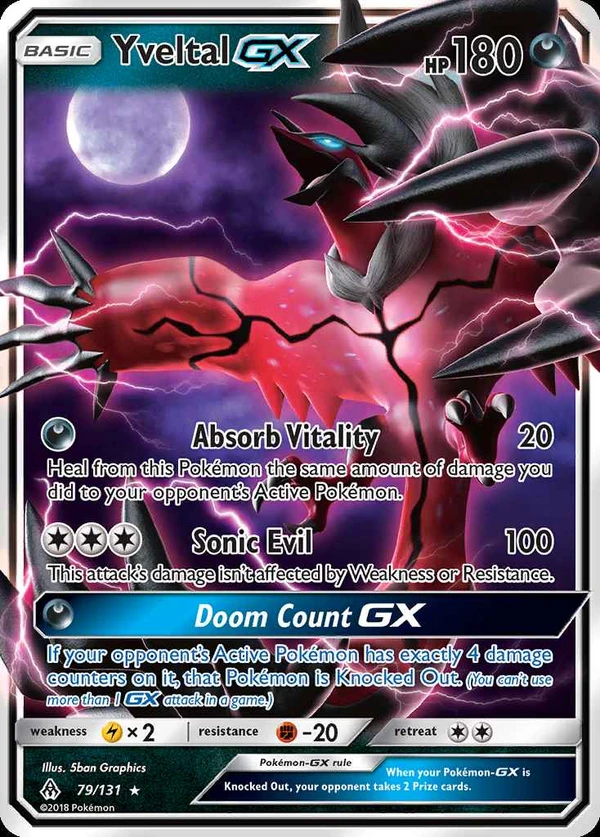 BASIC Yveltal GX HP 180
Absorb Vitality 20
Heal from this Pokémon the same amount of damage you
did to your opponent's Active Pokémon.
Sonic Evil 100
This attack's damage isn't affected by Weakness or Resistance.
Doom Count GX
If your opponent's Active Pokémon has exactly 4 damage
counters on it, that Pokémon is Knocked Out. (You can't use
more than 1 GX attack in a game.)
weakness ×2 resistance -20 retreat
Illus. 5ban Graphics
79/131 ★
©2018 Pokémon
Pokémon-GX rule
When your Pokémon-GX is
Knocked Out, your opponent takes 2 Prize cards.